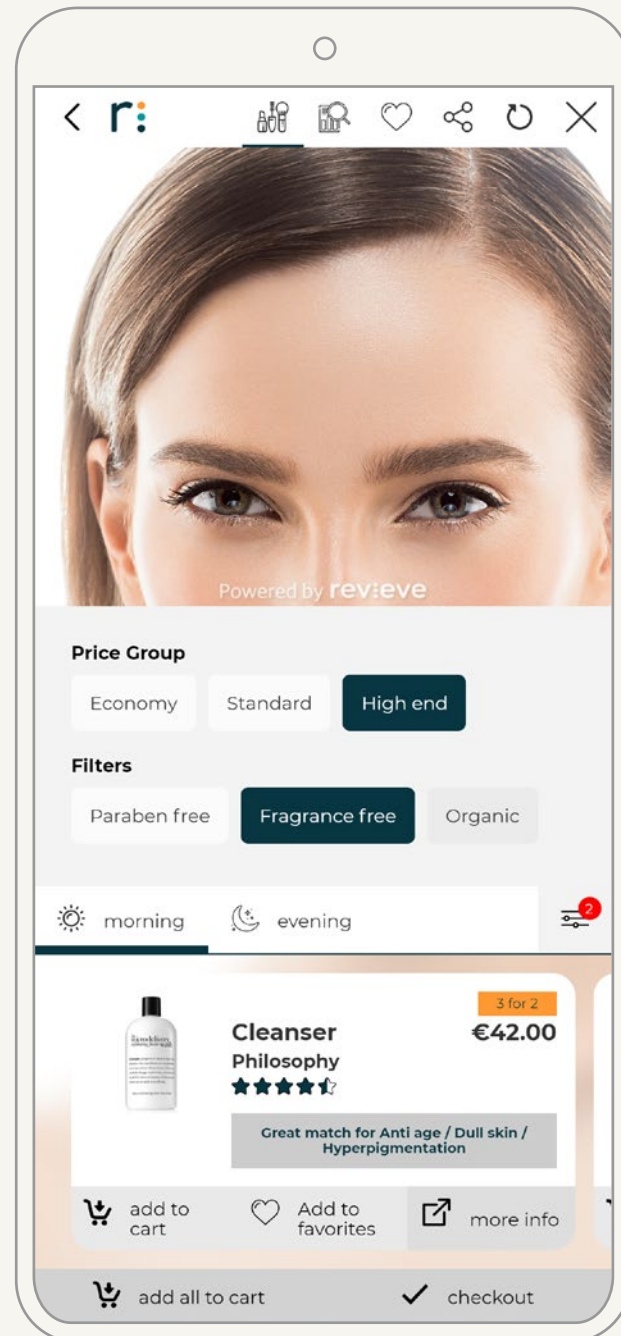 r:
Powered by revieve
Price Group
Economy Standard High end
Filters
Paraben free Fragrance free Organic
morning evening 2
3 for 2
Cleanser €42.00
Philosophy
Great match for Anti age / Dull skin /
Hyperpigmentation
add to
cart
Add to
favorites
more info
add all to cart checkout